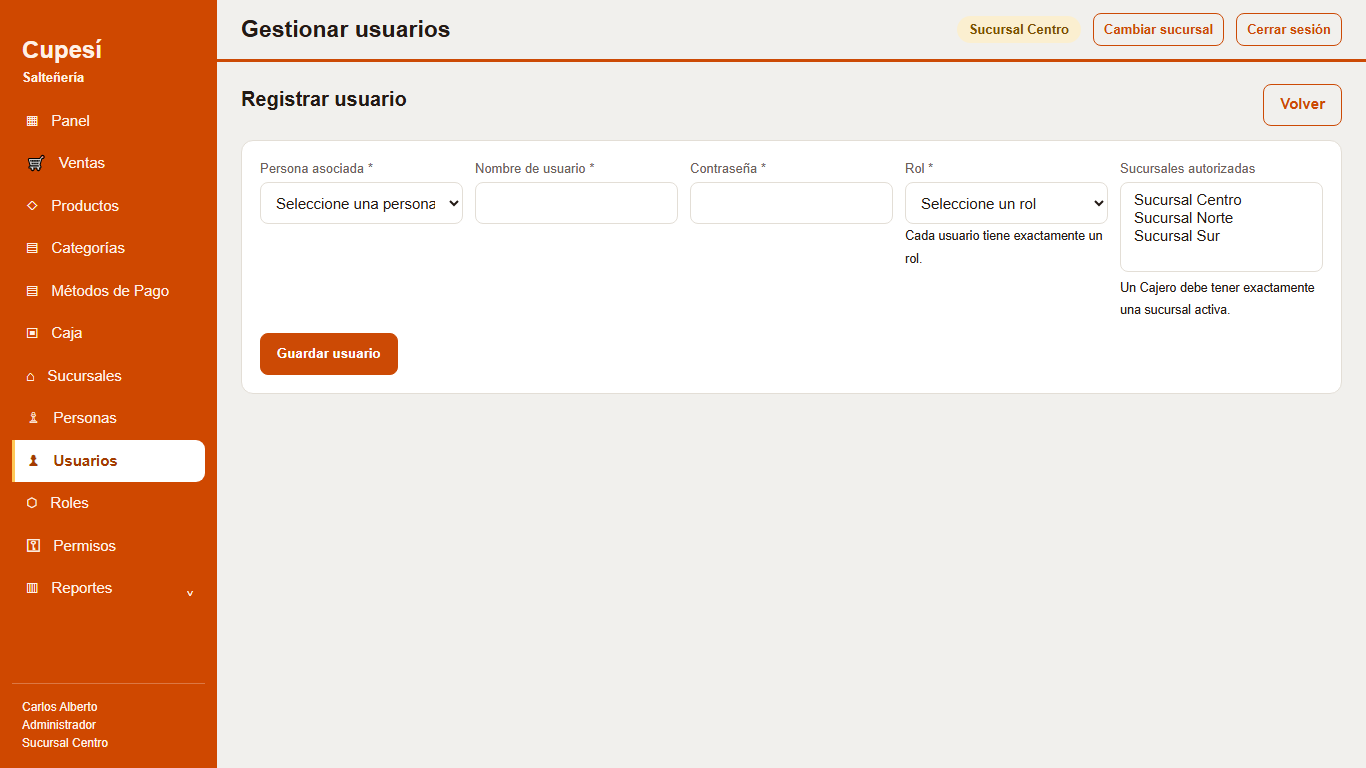 Cupesí
Salteñería
Panel
Ventas
Productos
Categorías
Métodos de Pago
Caja
Sucursales
Personas
Usuarios
Roles
Permisos
Reportes
Carlos Alberto
Administrador
Sucursal Centro
Gestionar usuarios
Sucursal Centro
Cambiar sucursal
Cerrar sesión
Registrar usuario
Volver
Persona asociada *
Seleccione una persona
Nombre de usuario *
Contraseña *
Rol *
Seleccione un rol
Cada usuario tiene exactamente un
rol.
Sucursales autorizadas
Sucursal Centro
Sucursal Norte
Sucursal Sur
Un Cajero debe tener exactamente
una sucursal activa.
Guardar usuario